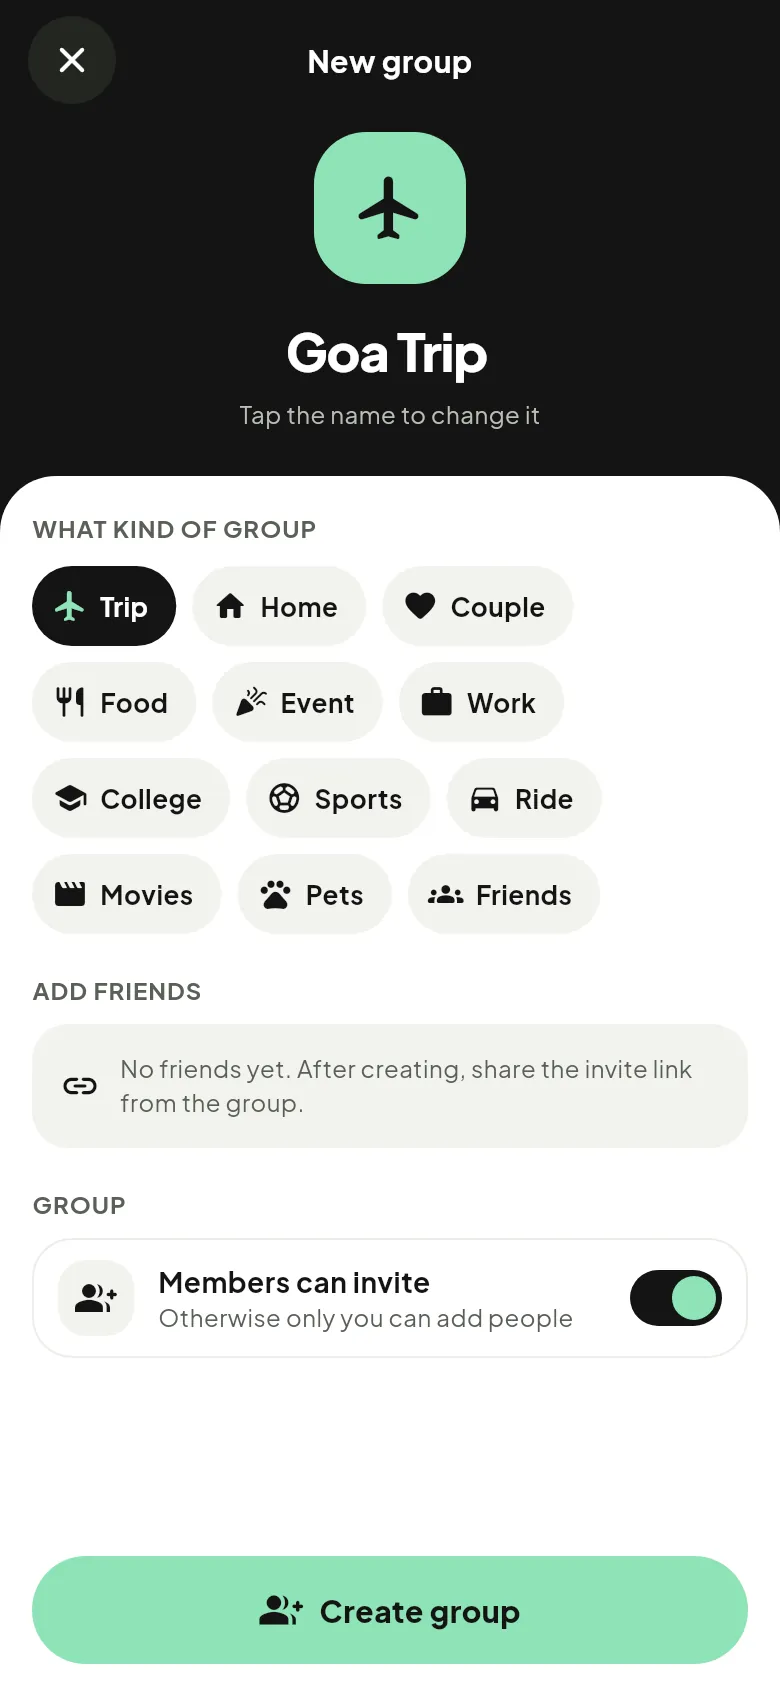 New group
Goa Trip
Tap the name to change it
WHAT KIND OF GROUP
Trip
Home
Couple
Food
Event
Work
College
Sports
Ride
Movies
Pets
Friends
ADD FRIENDS
No friends yet. After creating, share the invite link
from the group.
GROUP
Members can invite
Otherwise only you can add people
Create group